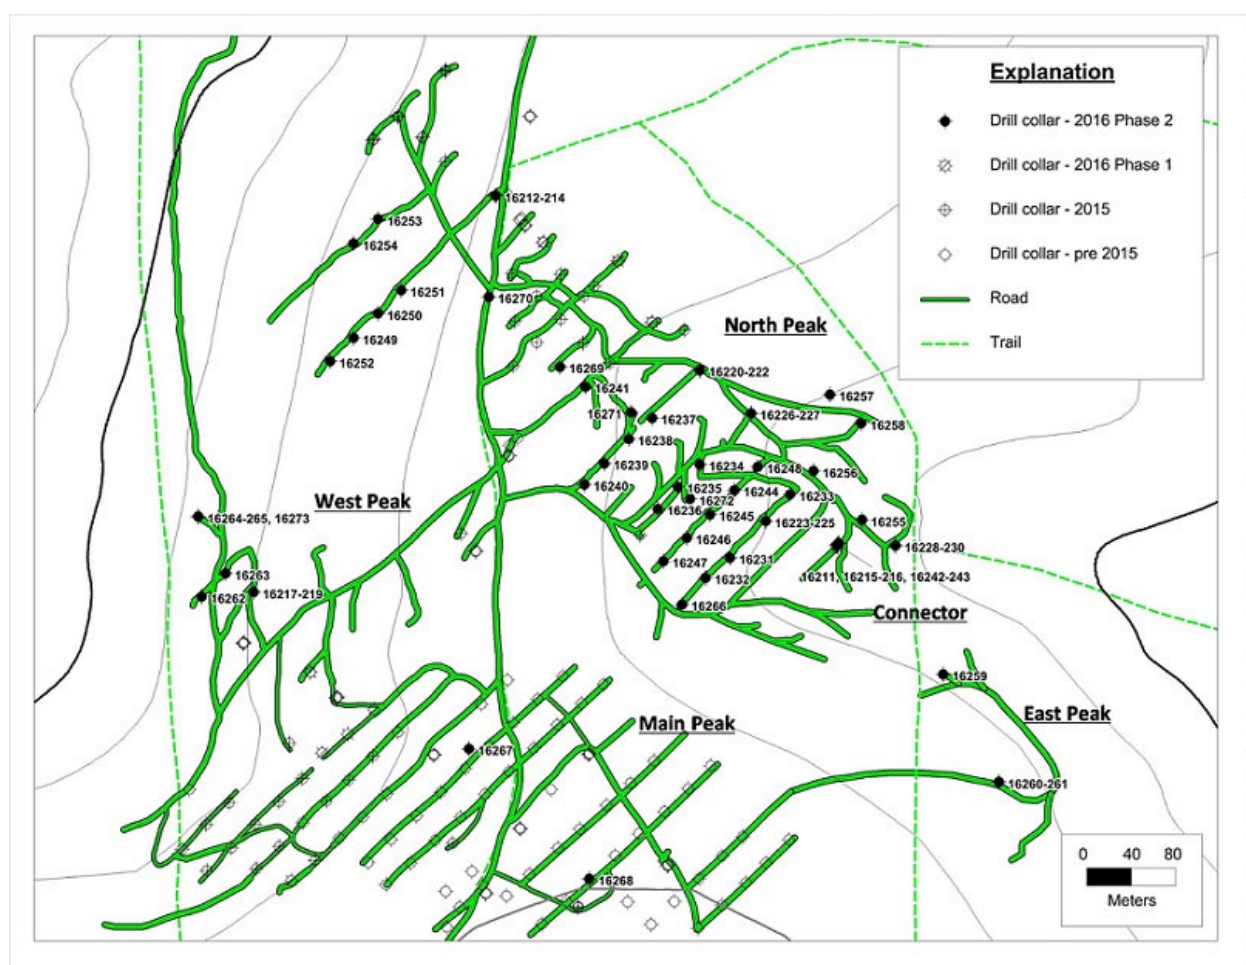 Explanation
Drill collar - 2016 Phase 2
Drill collar - 2016 Phase 1
Drill collar - 2015
Drill collar - pre 2015
Road
Trail
16212-214
16253
16254
16251
16250
16270
16249
16252
North Peak
16269
16220-222
16241
16257
16271
16237
16226-227
16258
16238
16239
16234
16248
16256
16240
16235
16244
16233
16272
West Peak
16236
16245
16223-225
16255
16264-265, 16273
16246
16228-230
16247
16231
16263
16211, 16215-216, 16242-243
16232
16262
16217-219
16266
Connector
16259
East Peak
Main Peak
16267
16260-261
0 40 80
Meters
16268